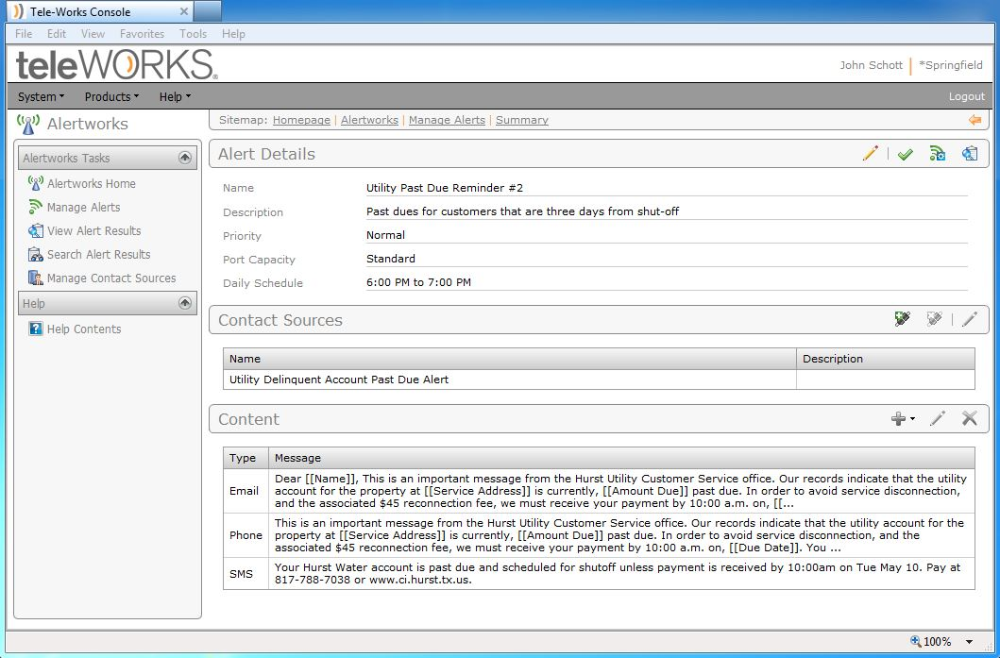 Tele-Works Console
File Edit View Favorites Tools Help
teleWORKS®
John Schott | *Springfield
System Products Help Logout
Alertworks
Sitemap: Homepage | Alertworks | Manage Alerts | Summary
Alertworks Tasks
Alertworks Home
Manage Alerts
View Alert Results
Search Alert Results
Manage Contact Sources
Help
Help Contents
Alert Details
Name Utility Past Due Reminder #2
Description Past dues for customers that are three days from shut-off
Priority Normal
Port Capacity Standard
Daily Schedule 6:00 PM to 7:00 PM
Contact Sources
Name Description
Utility Delinquent Account Past Due Alert
Content
Type Message
Email Dear [[Name]], This is an important message from the Hurst Utility Customer Service office. Our records indicate that the utility
account for the property at [[Service Address]] is currently, [[Amount Due]] past due. In order to avoid service disconnection,
and the associated $45 reconnection fee, we must receive your payment by 10:00 a.m. on, [[...
Phone This is an important message from the Hurst Utility Customer Service office. Our records indicate that the utility account for the
property at [[Service Address]] is currently, [[Amount Due]] past due. In order to avoid service disconnection, and the
associated $45 reconnection fee, we must receive your payment by 10:00 a.m. on, [[Due Date]]. You ...
SMS Your Hurst Water account is past due and scheduled for shutoff unless payment is received by 10:00am on Tue May 10. Pay at
817-788-7038 or www.ci.hurst.tx.us.
100%